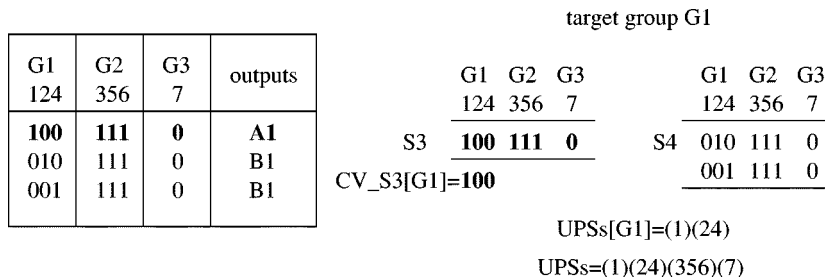 target group G1
G1 G2 G3 outputs
124 356 7
100 111 0 A1
010 111 0 B1
001 111 0 B1
G1 G2 G3
124 356 7
S3 100 111 0
CV_S3[G1]=100
G1 G2 G3
124 356 7
S4 010 111 0
001 111 0
UPSs[G1]=(1)(24)
UPSs=(1)(24)(356)(7)